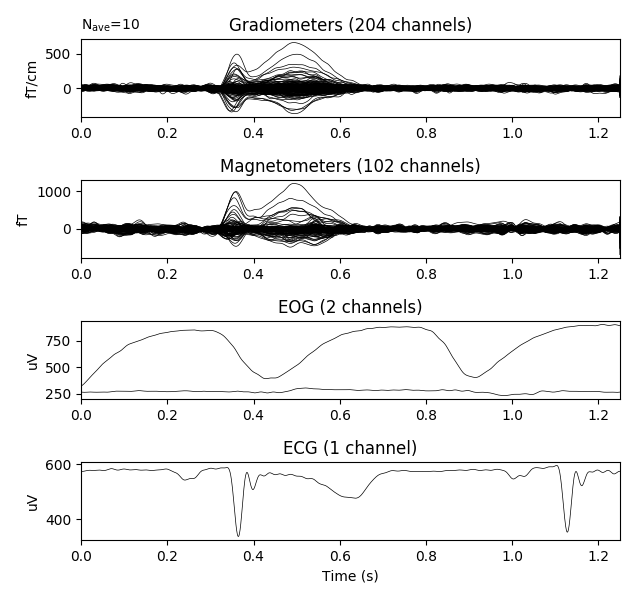 N_ave=10 Gradiometers (204 channels)
500
0
fT/cm
0.0 0.2 0.4 0.6 0.8 1.0 1.2
Magnetometers (102 channels)
1000
0
fT
0.0 0.2 0.4 0.6 0.8 1.0 1.2
EOG (2 channels)
750
500
250
uV
0.0 0.2 0.4 0.6 0.8 1.0 1.2
ECG (1 channel)
600
400
uV
0.0 0.2 0.4 0.6 0.8 1.0 1.2
Time (s)